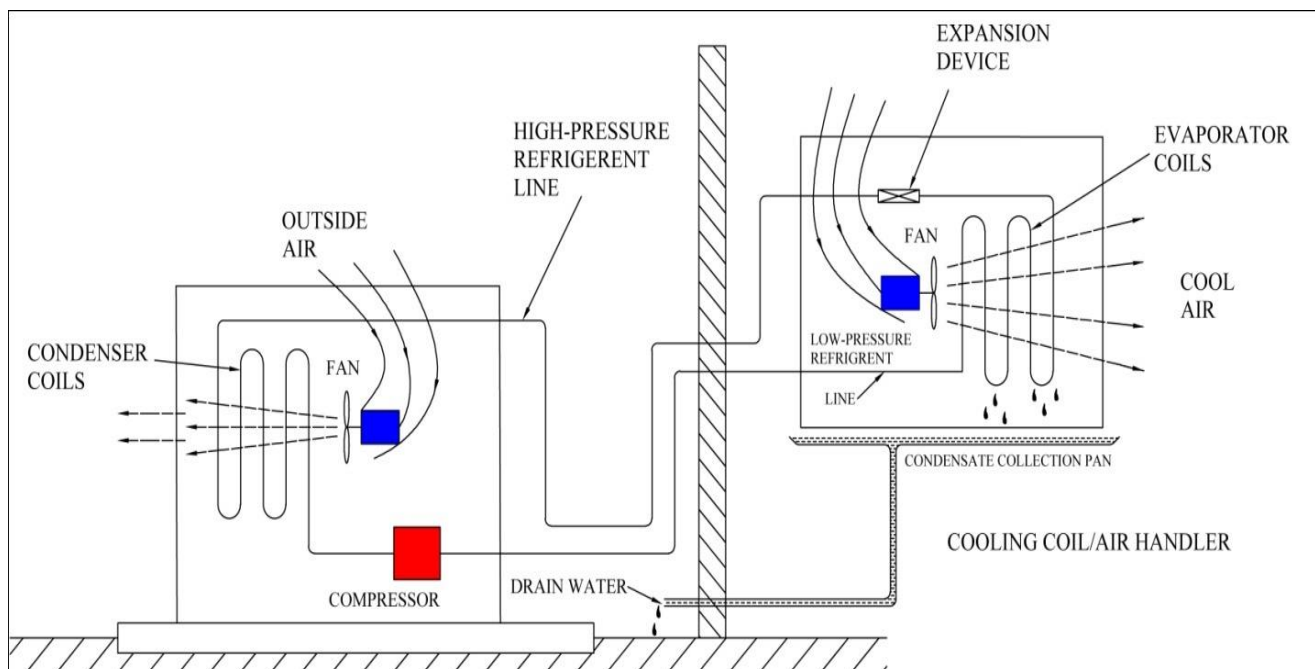 EXPANSION
DEVICE
HIGH-PRESSURE
REFRIGERENT
LINE
EVAPORATOR
COILS
OUTSIDE
AIR
FAN
COOL
AIR
CONDENSER
COILS
FAN
LOW-PRESSURE
REFRIGRENT
LINE
CONDENSATE COLLECTION PAN
COOLING COIL/AIR HANDLER
DRAIN WATER
COMPRESSOR